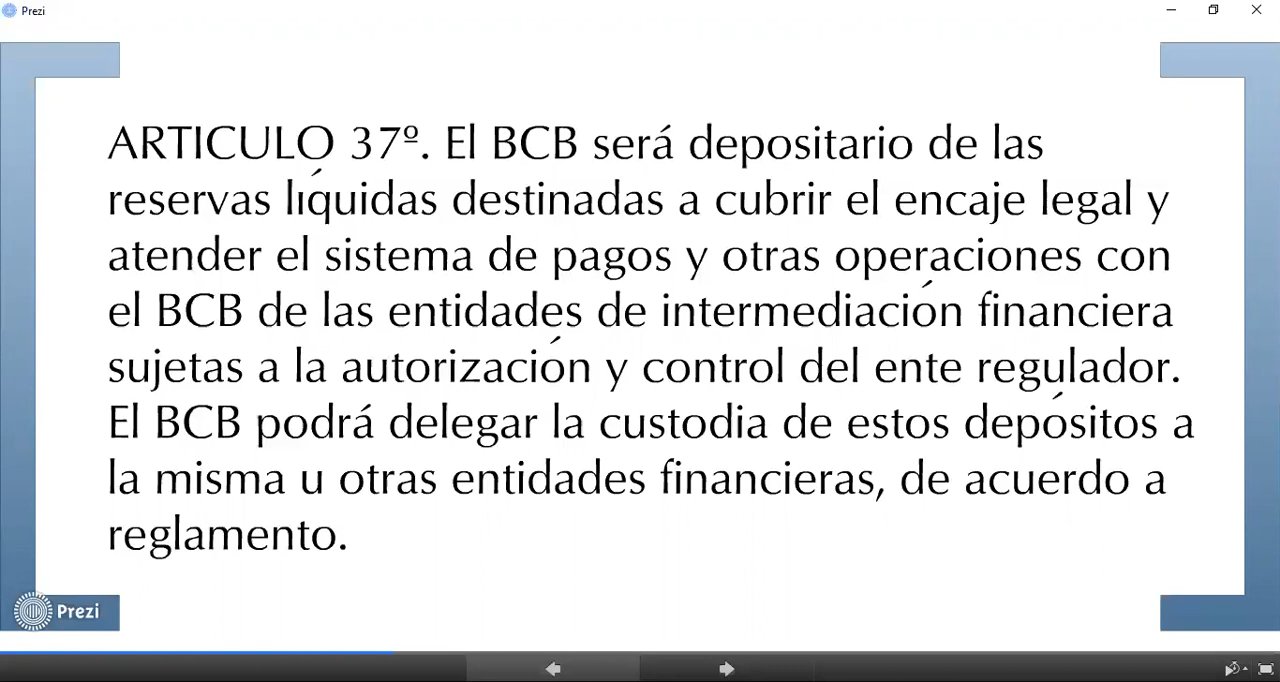 Prezi
ARTICULO 37º. El BCB será depositario de las
reservas líquidas destinadas a cubrir el encaje legal y
atender el sistema de pagos y otras operaciones con
el BCB de las entidades de intermediación financiera
sujetas a la autorización y control del ente regulador.
El BCB podrá delegar la custodia de estos depósitos a
la misma u otras entidades financieras, de acuerdo a
reglamento.
Prezi